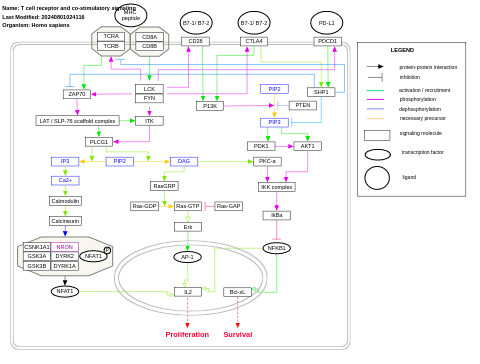 Name: T cell receptor and co-stimulatory signaling
Last Modified: 20240801024116
Organism: Homo sapiens
MHC
peptide
B7-1/ B7-2
B7-1/ B7-2
PD-L1
TCRA
TCRB
CD8A
CD8B
CD28
CTLA4
PDCD1
LCK
FYN
ZAP70
PI3K
PIP2
PTEN
PIP3
SHP1
LAT / SLP-76 scaffold complex
ITK
PLCG1
PDK1
AKT1
IP3
PIP2
DAG
PKC-a
Ca2+
RasGRP
IKK complex
Calmodulin
Ras-GDP
Ras-GTP
Ras-GAP
IkBa
Calcineurin
Erk
CSNK1A1
NRON
GSK3A
DYRK2
GSK3B
DYRK1A
NFAT1
P
AP-1
NFKB1
NFAT1
IL2
Bcl-xL
Proliferation
Survival
LEGEND
protein-protein interaction
inhibition
activation / recruitment
phosphorylation
dephosphorylation
necessary percursor
signaling molecule
transcription factor
ligand